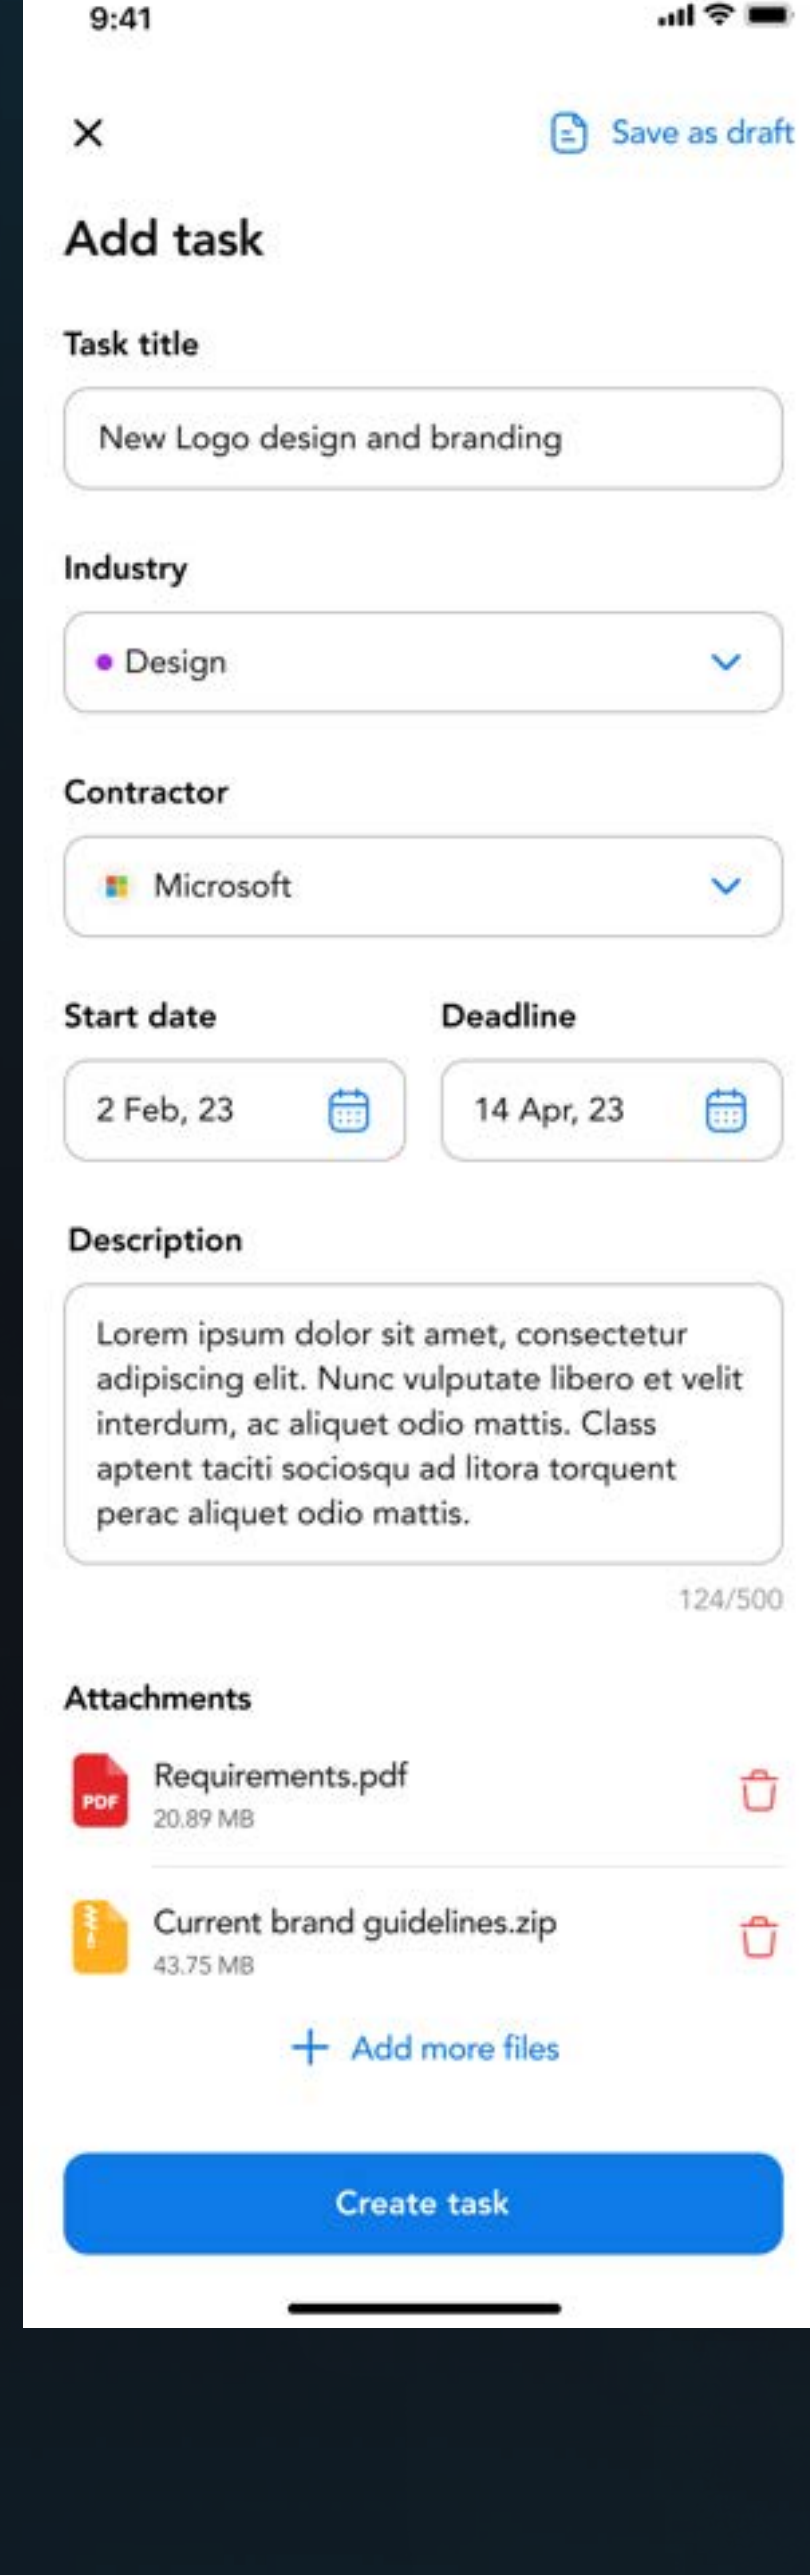 9:41
Save as draft
Add task
Task title
New Logo design and branding
Industry
Design
Contractor
Microsoft
Start date
Deadline
2 Feb, 23
14 Apr, 23
Description
Lorem ipsum dolor sit amet, consectetur
adipiscing elit. Nunc vulputate libero et velit
interdum, ac aliquet odio mattis. Class
aptent taciti sociosqu ad litora torquent
perac aliquet odio mattis.
124/500
Attachments
PDF
Requirements.pdf
20.89 MB
Current brand guidelines.zip
43.75 MB
Add more files
Create task